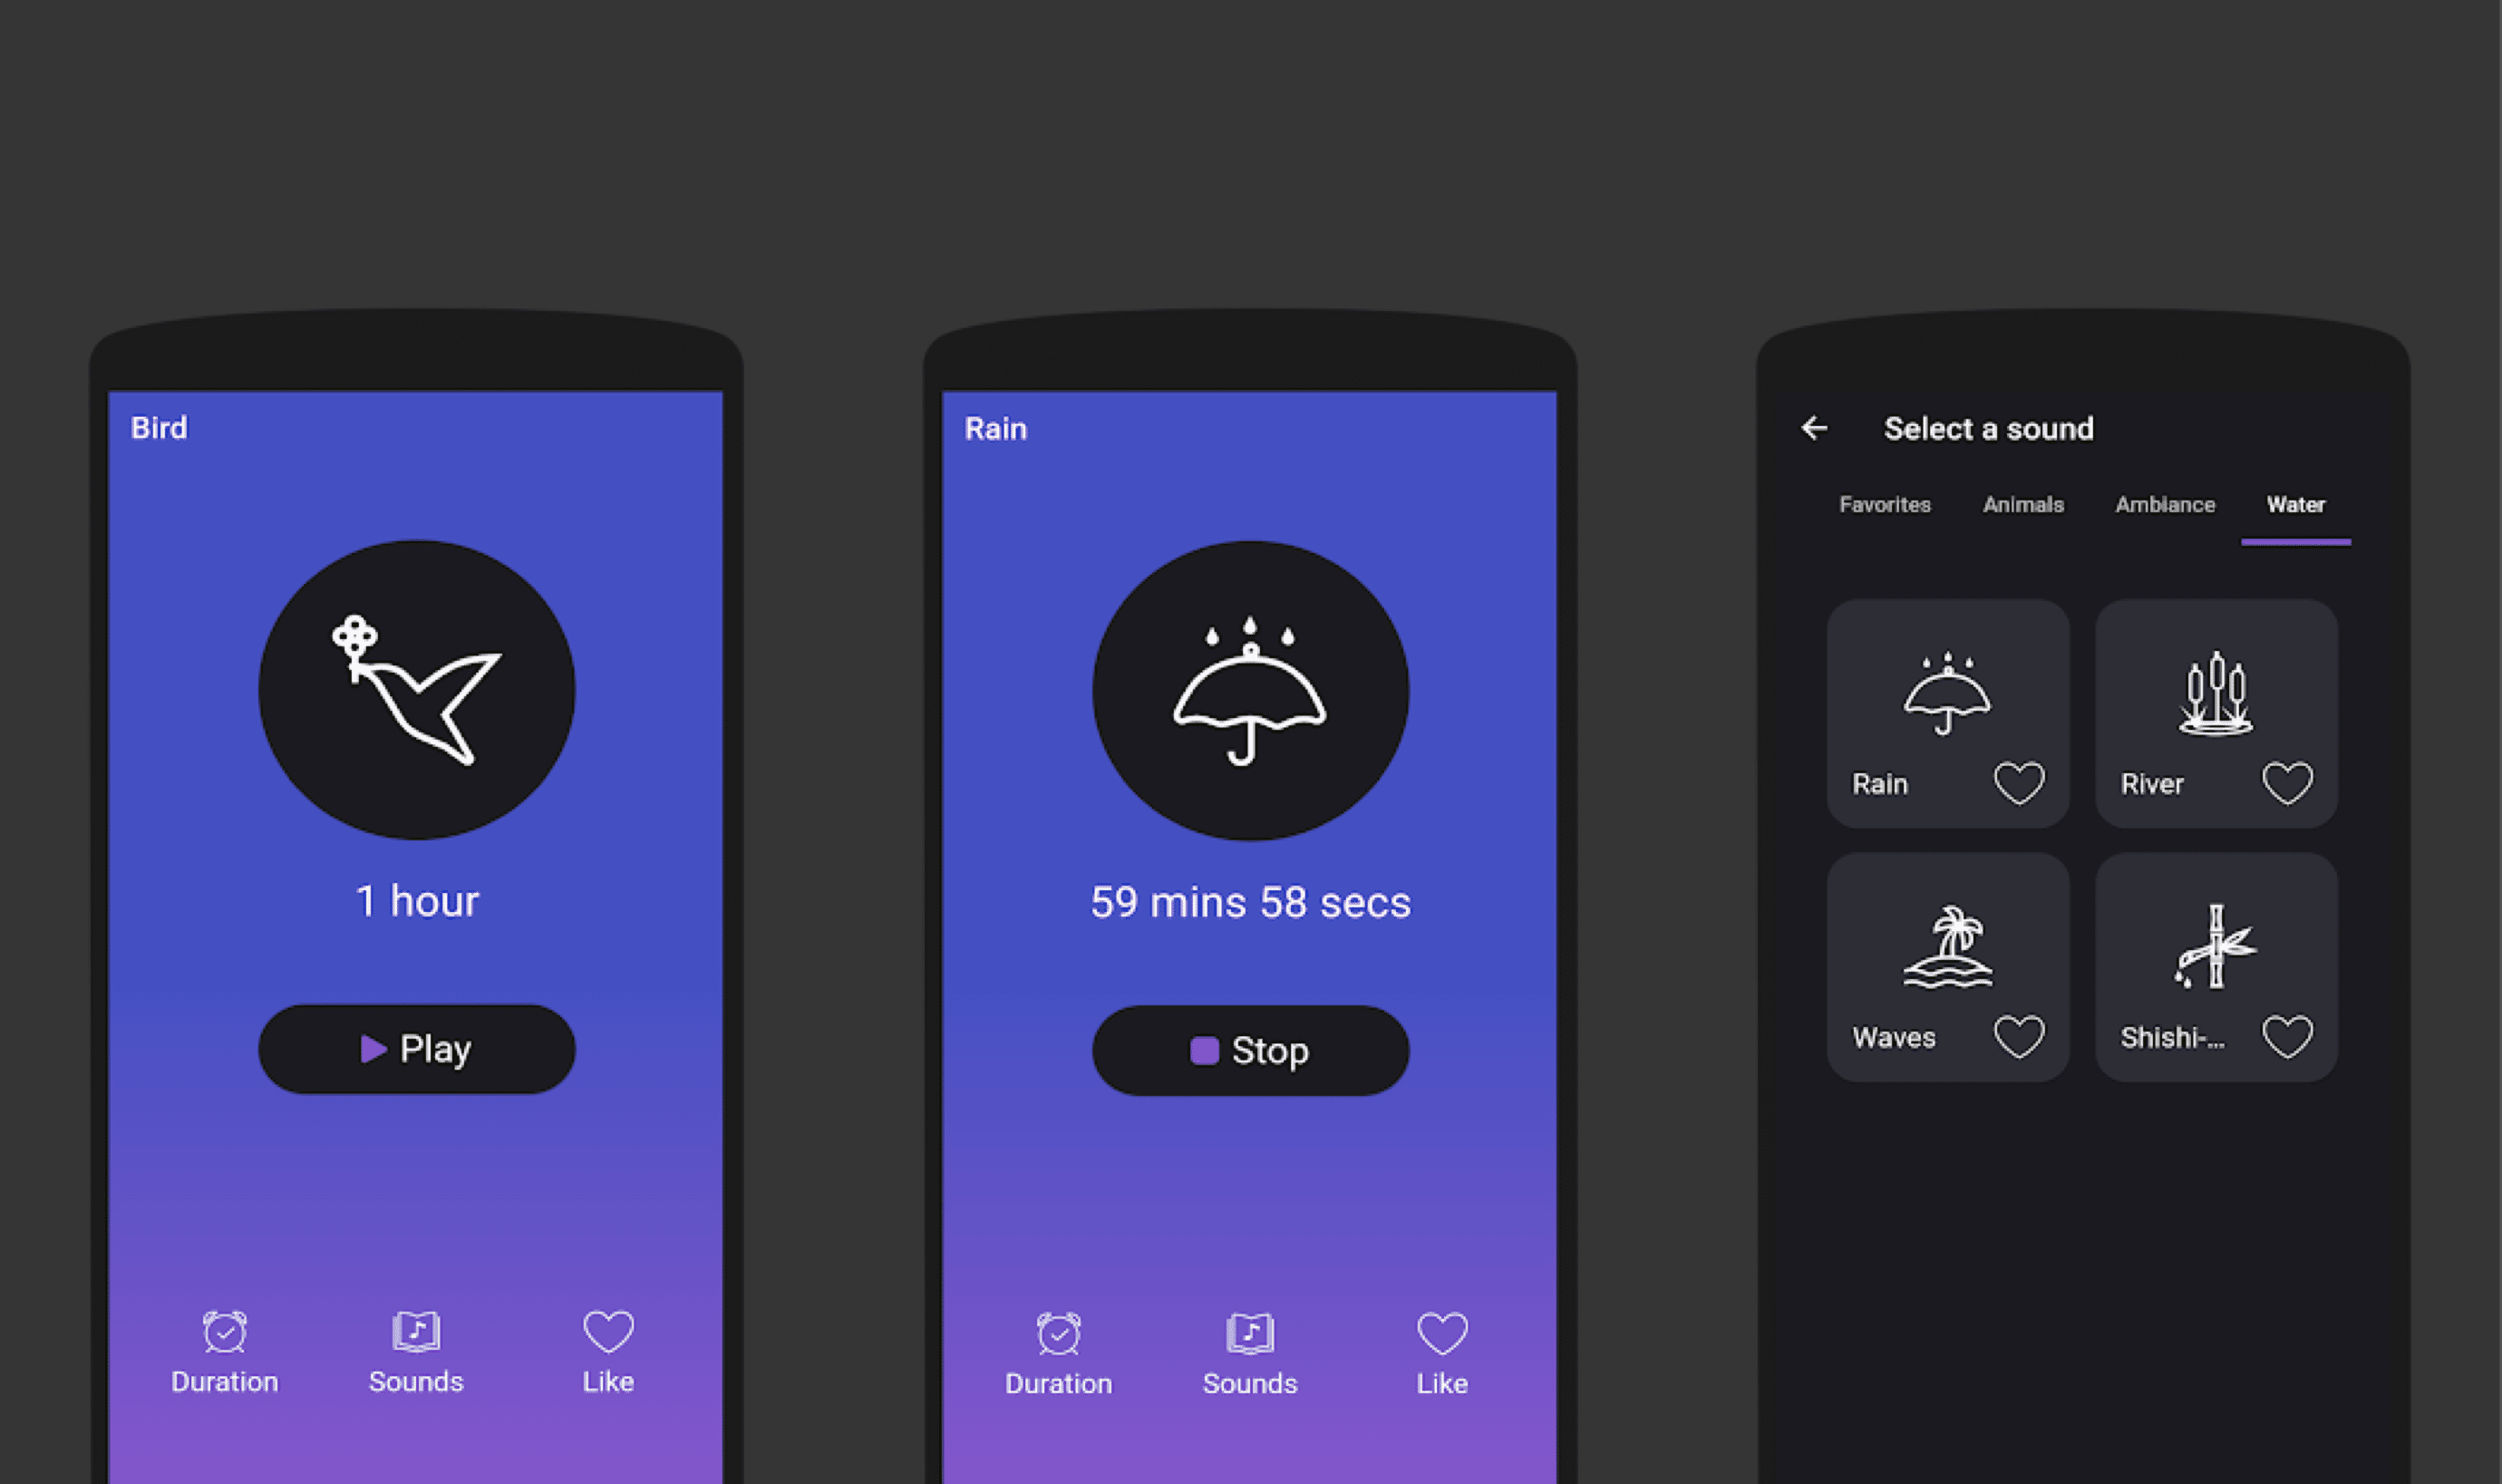 Bird
1 hour
Play
Duration Sounds Like
Rain
59 mins 58 secs
Stop
Duration Sounds Like
Select a sound
Favorites Animals Ambiance Water
Rain River
Waves Shishi-...